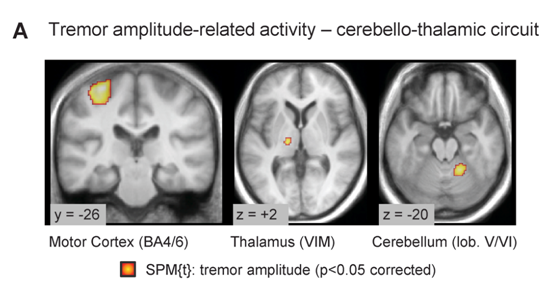 A Tremor amplitude-related activity – cerebello-thalamic circuit
y = -26
z = +2
z = -20
Motor Cortex (BA4/6)
Thalamus (VIM)
Cerebellum (lob. V/VI)
SPM{t}: tremor amplitude (p<0.05 corrected)